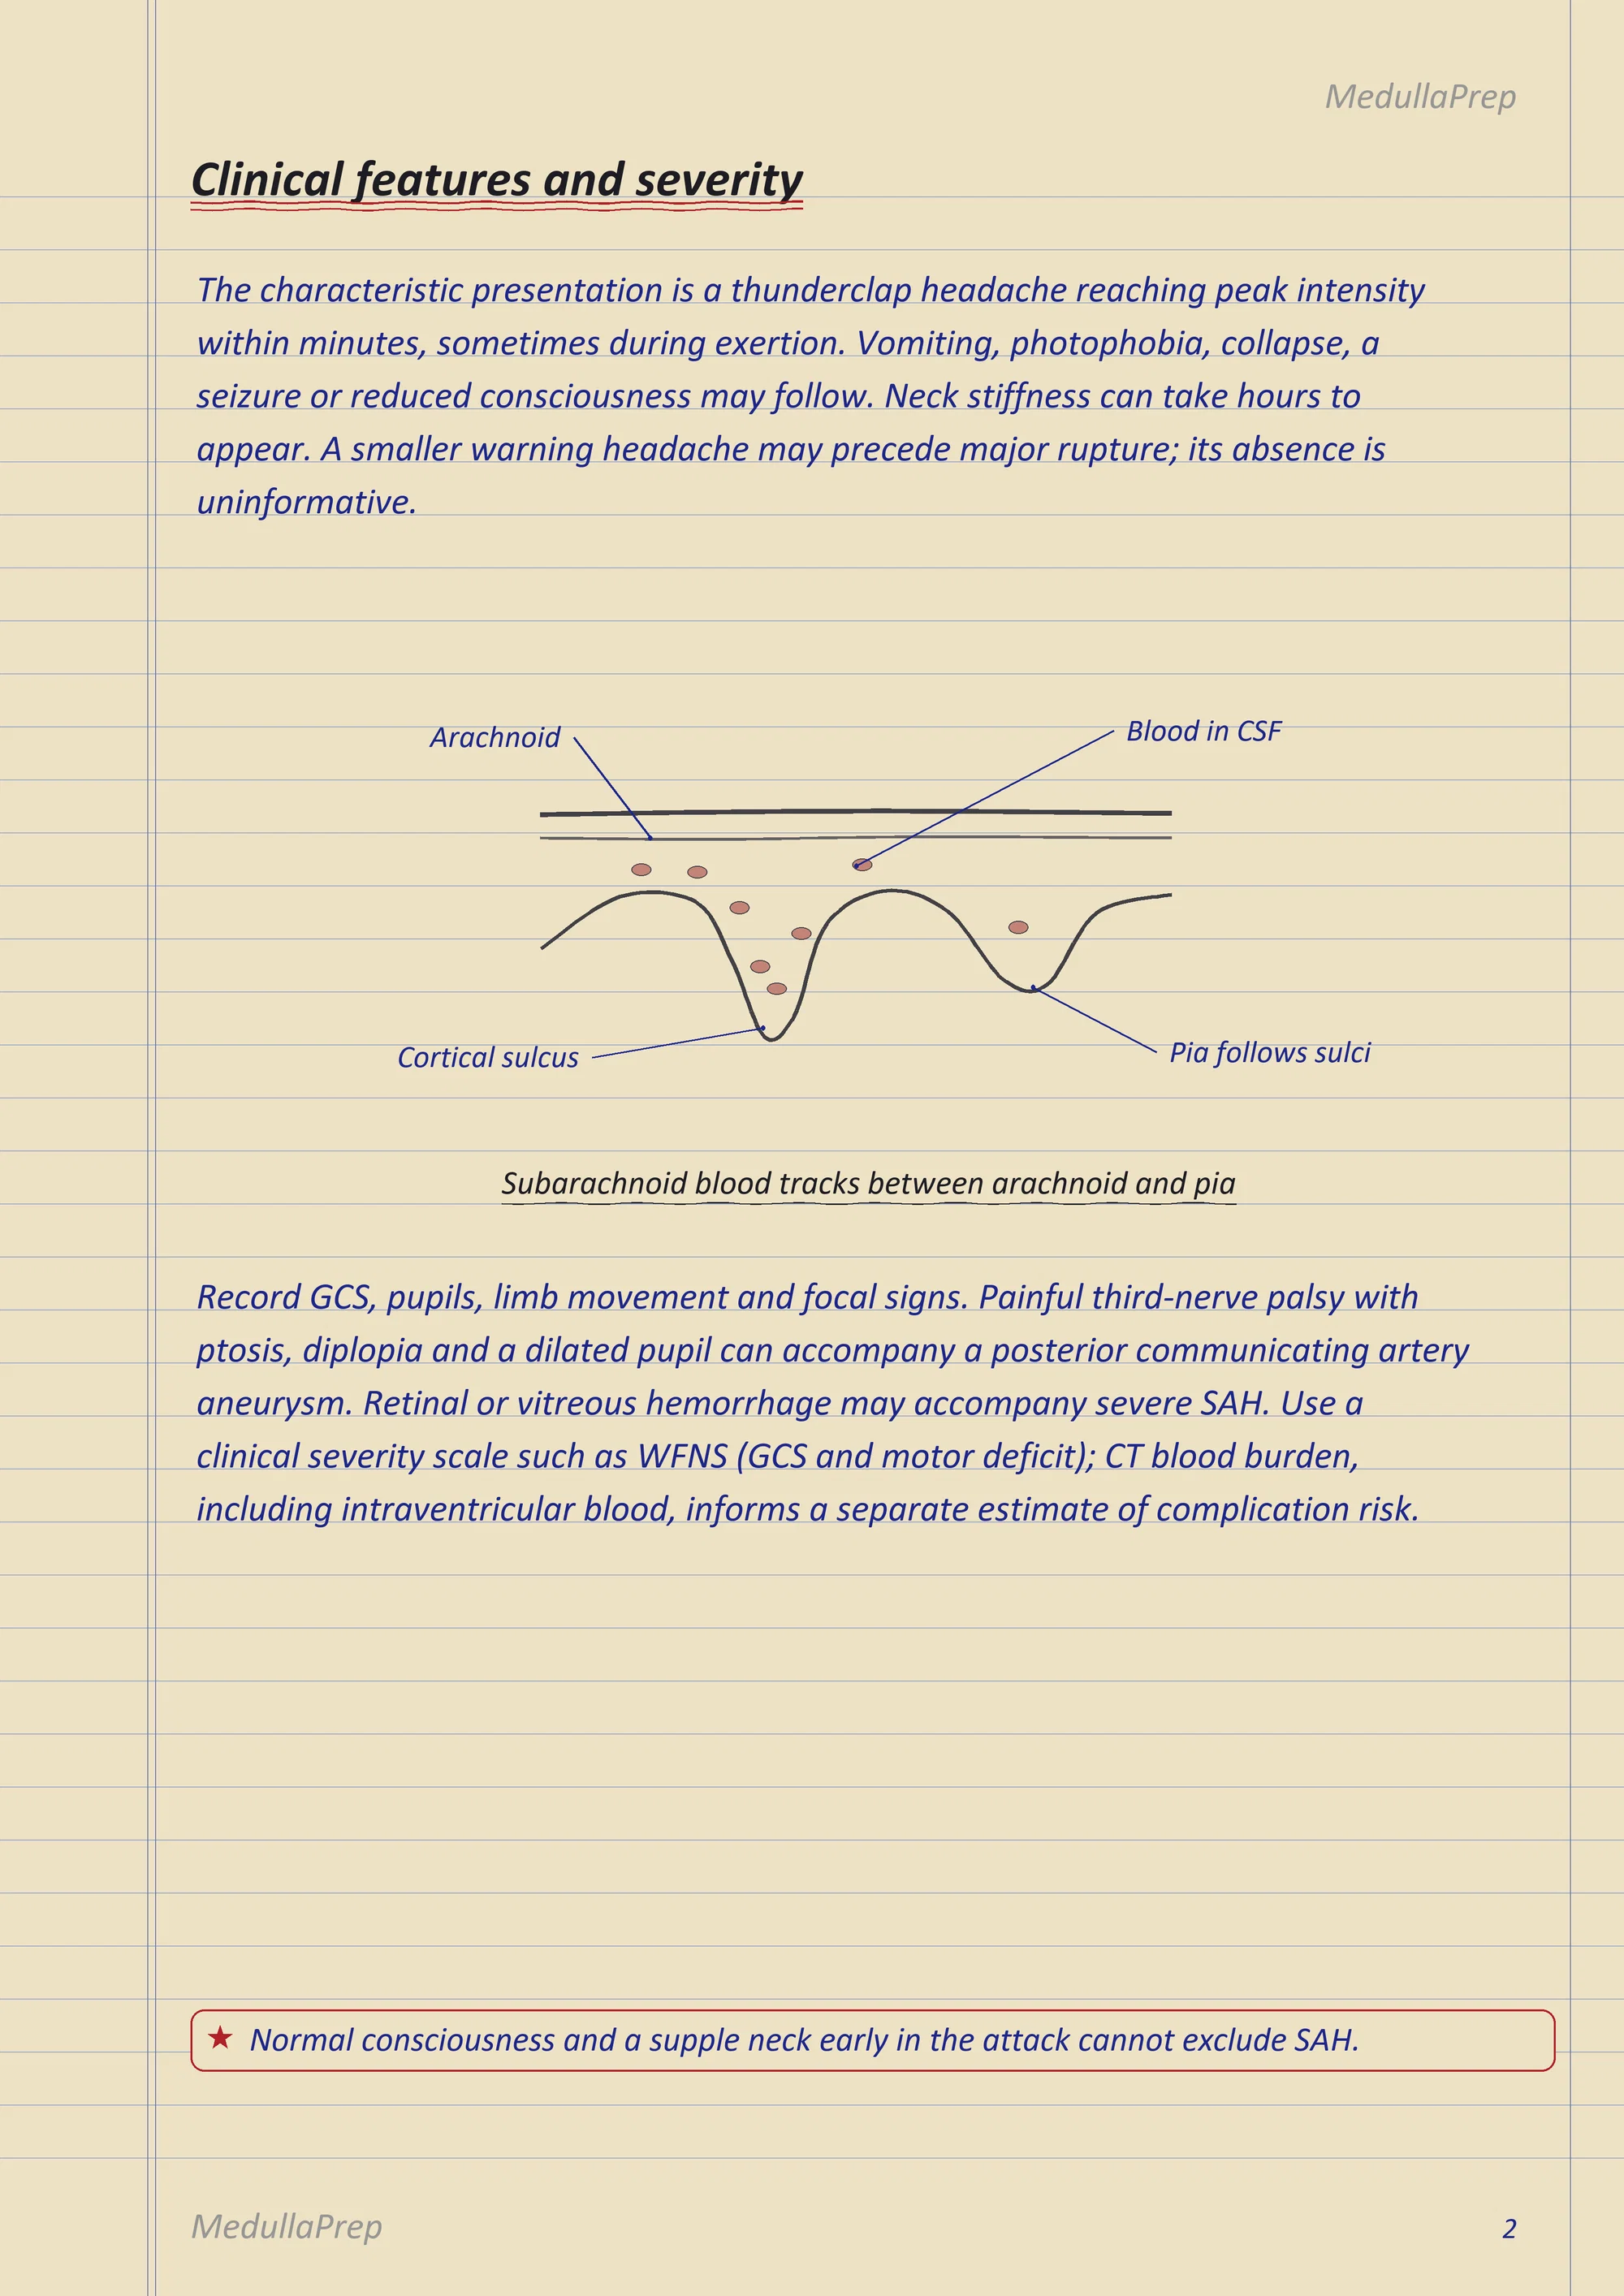 MedullaPrep
Clinical features and severity
The characteristic presentation is a thunderclap headache reaching peak intensity
within minutes, sometimes during exertion. Vomiting, photophobia, collapse, a
seizure or reduced consciousness may follow. Neck stiffness can take hours to
appear. A smaller warning headache may precede major rupture; its absence is
uninformative.
Arachnoid
Blood in CSF
Cortical sulcus
Pia follows sulci
Subarachnoid blood tracks between arachnoid and pia
Record GCS, pupils, limb movement and focal signs. Painful third-nerve palsy with
ptosis, diplopia and a dilated pupil can accompany a posterior communicating artery
aneurysm. Retinal or vitreous hemorrhage may accompany severe SAH. Use a
clinical severity scale such as WFNS (GCS and motor deficit); CT blood burden,
including intraventricular blood, informs a separate estimate of complication risk.
★ Normal consciousness and a supple neck early in the attack cannot exclude SAH.
MedullaPrep
2